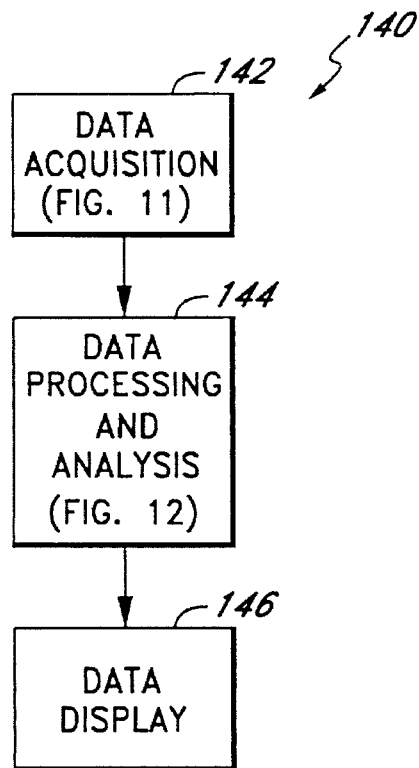 140
142
DATA
ACQUISITION
(FIG. 11)
144
DATA
PROCESSING
AND
ANALYSIS
(FIG. 12)
146
DATA
DISPLAY